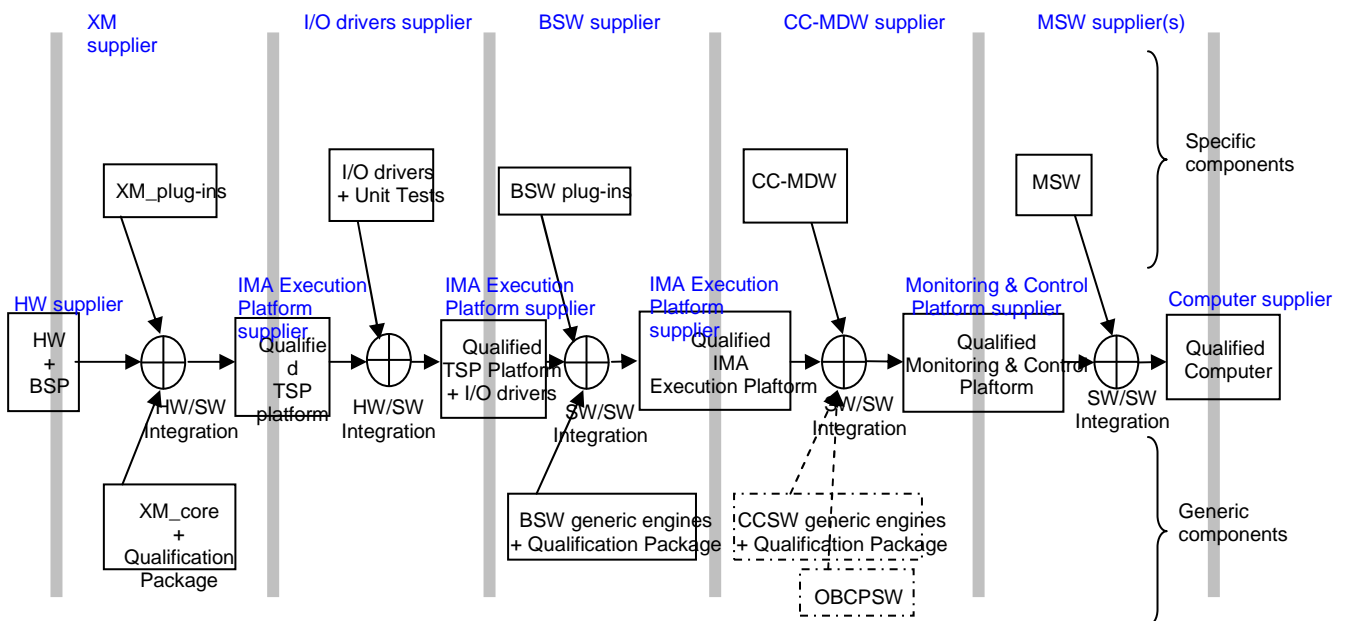 XM
supplier
I/O drivers supplier
BSW supplier
CC-MDW supplier
MSW supplier(s)
Specific
components
XM_plug-ins
I/O drivers
+ Unit Tests
BSW plug-ins
CC-MDW
MSW
HW supplier
IMA Execution
Platform
supplier
IMA Execution
Platform supplier
IMA Execution
Platform
supplier
Monitoring & Control
Platform supplier
Computer supplier
HW
+
BSP
Qualifie
d
TSP
platform
Qualified
TSP Platform
+ I/O drivers
Qualified
IMA
Execution Platform
Qualified
Monitoring & Control
Platform
Qualified
Computer
HW/SW
Integration
HW/SW
Integration
SW/SW
Integration
SW/SW
Integration
SW/SW
Integration
XM_core
+
Qualification
Package
BSW generic engines
+ Qualification Package
CCSW generic engines
+ Qualification Package
OBCPSW
Generic
components